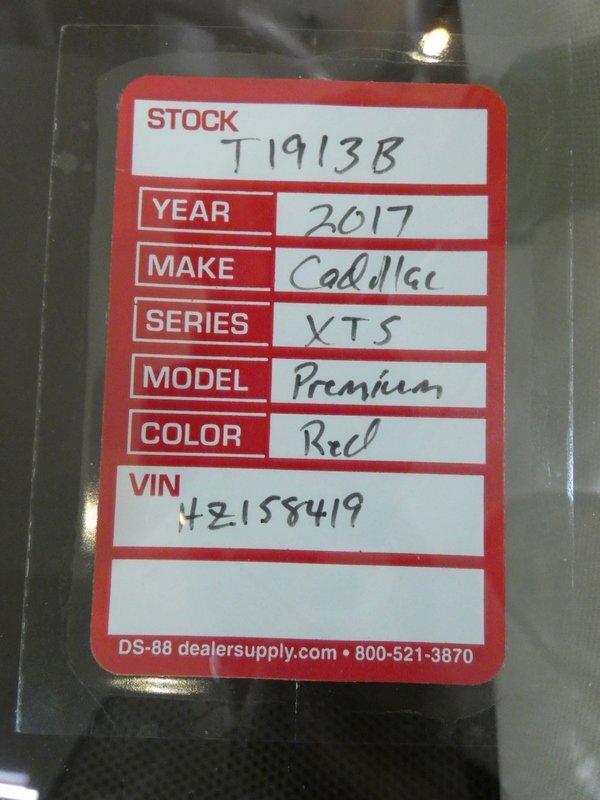 STOCK
T1913B
YEAR 2017
MAKE Cadillac
SERIES XTS
MODEL Premium
COLOR Red
VIN
HZ158419
DS-88 dealersupply.com • 800-521-3870